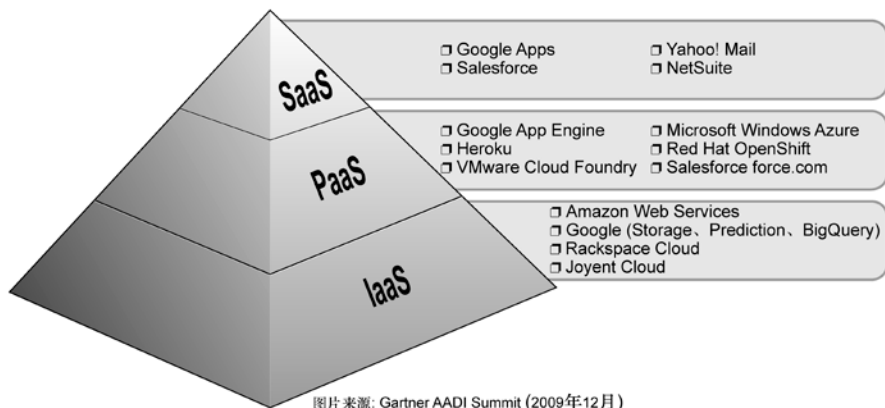 SaaS
❐ Google Apps
❐ Salesforce
❐ Yahoo! Mail
❐ NetSuite
PaaS
❐ Google App Engine
❐ Heroku
❐ VMware Cloud Foundry
❐ Microsoft Windows Azure
❐ Red Hat OpenShift
❐ Salesforce force.com
IaaS
❐ Amazon Web Services
❐ Google (Storage、Prediction、BigQuery)
❐ Rackspace Cloud
❐ Joyent Cloud
图片来源: Gartner AADI Summit (2009年12月)